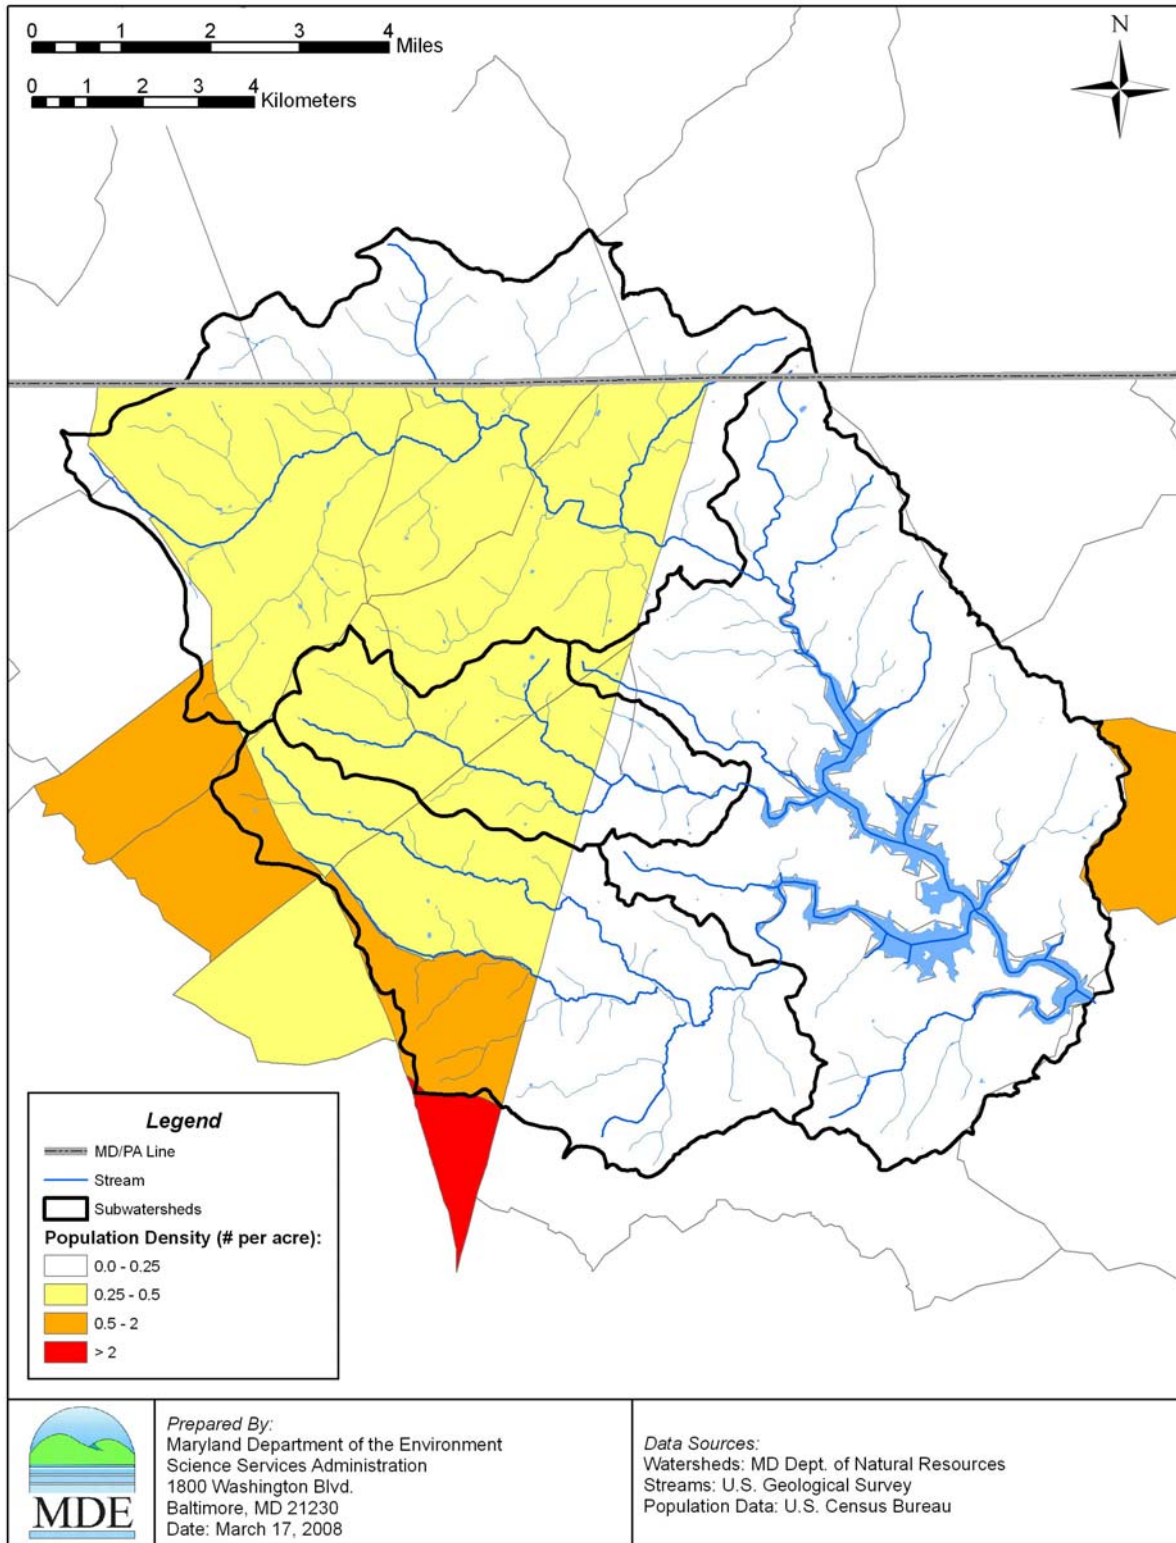 0 1 2 3 4 Miles
0 1 2 3 4 Kilometers
N
Legend
MD/PA Line
Stream
Subwatersheds
Population Density (# per acre):
0.0 - 0.25
0.25 - 0.5
0.5 - 2
> 2
MDE
Prepared By:
Maryland Department of the Environment
Science Services Administration
1800 Washington Blvd.
Baltimore, MD 21230
Date: March 17, 2008
Data Sources:
Watersheds: MD Dept. of Natural Resources
Streams: U.S. Geological Survey
Population Data: U.S. Census Bureau